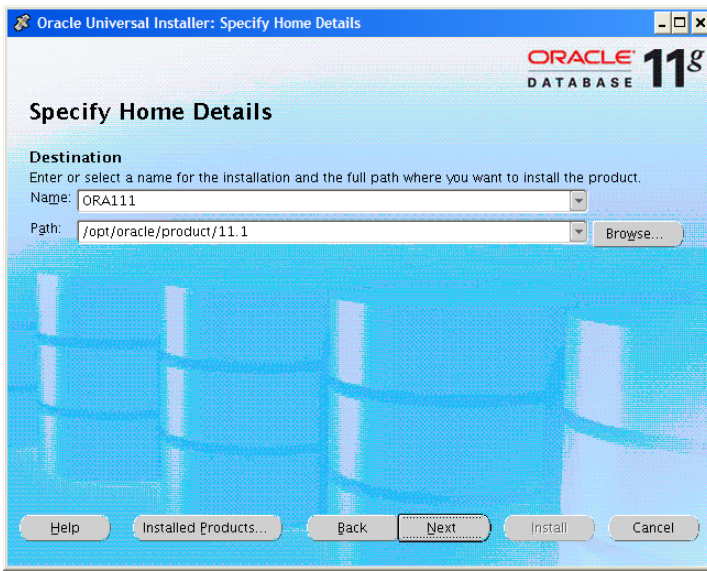 Oracle Universal Installer: Specify Home Details
ORACLE 11g
DATABASE
Specify Home Details
Destination
Enter or select a name for the installation and the full path where you want to install the product.
Name: ORA111
Path: /opt/oracle/product/11.1 Browse...
Help Installed Products... Back Next Install Cancel